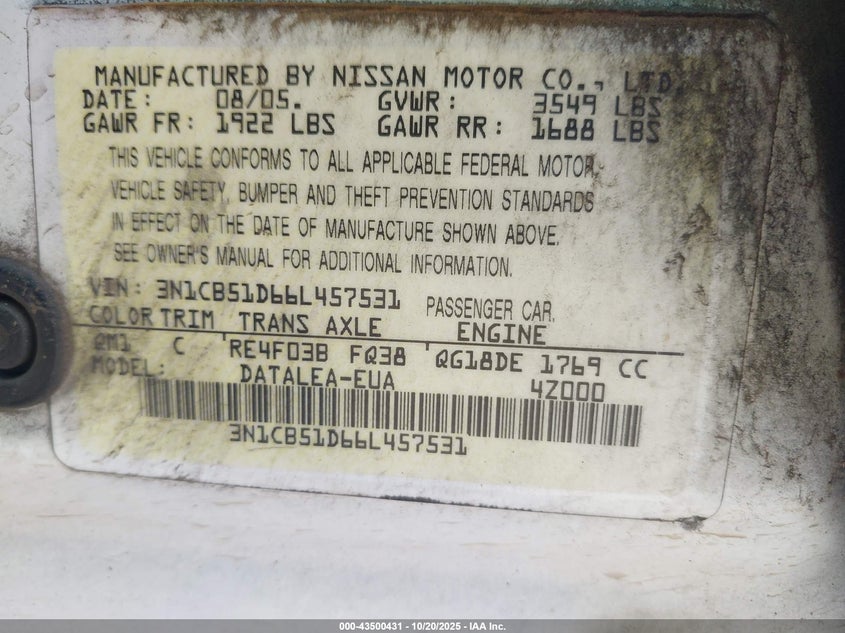 MANUFACTURED BY NISSAN MOTOR CO., LTD.
DATE: 08/05. GVWR: 3549 LBS
GAWR FR: 1922 LBS GAWR RR: 1688 LBS
THIS VEHICLE CONFORMS TO ALL APPLICABLE FEDERAL MOTOR
VEHICLE SAFETY, BUMPER AND THEFT PREVENTION STANDARDS
IN EFFECT ON THE DATE OF MANUFACTURE SHOWN ABOVE.
SEE OWNER'S MANUAL FOR ADDITIONAL INFORMATION.
VIN: 3N1CB51D66L457531 PASSENGER CAR.
COLOR TRIM TRANS AXLE ENGINE
QM1 C RE4F03B FQ38 QG18DE 1769 CC
MODEL: DATALEA-EUA 42000
3N1CB51D66L457531
000-43500431 - 10/20/2025 - IAA Inc.